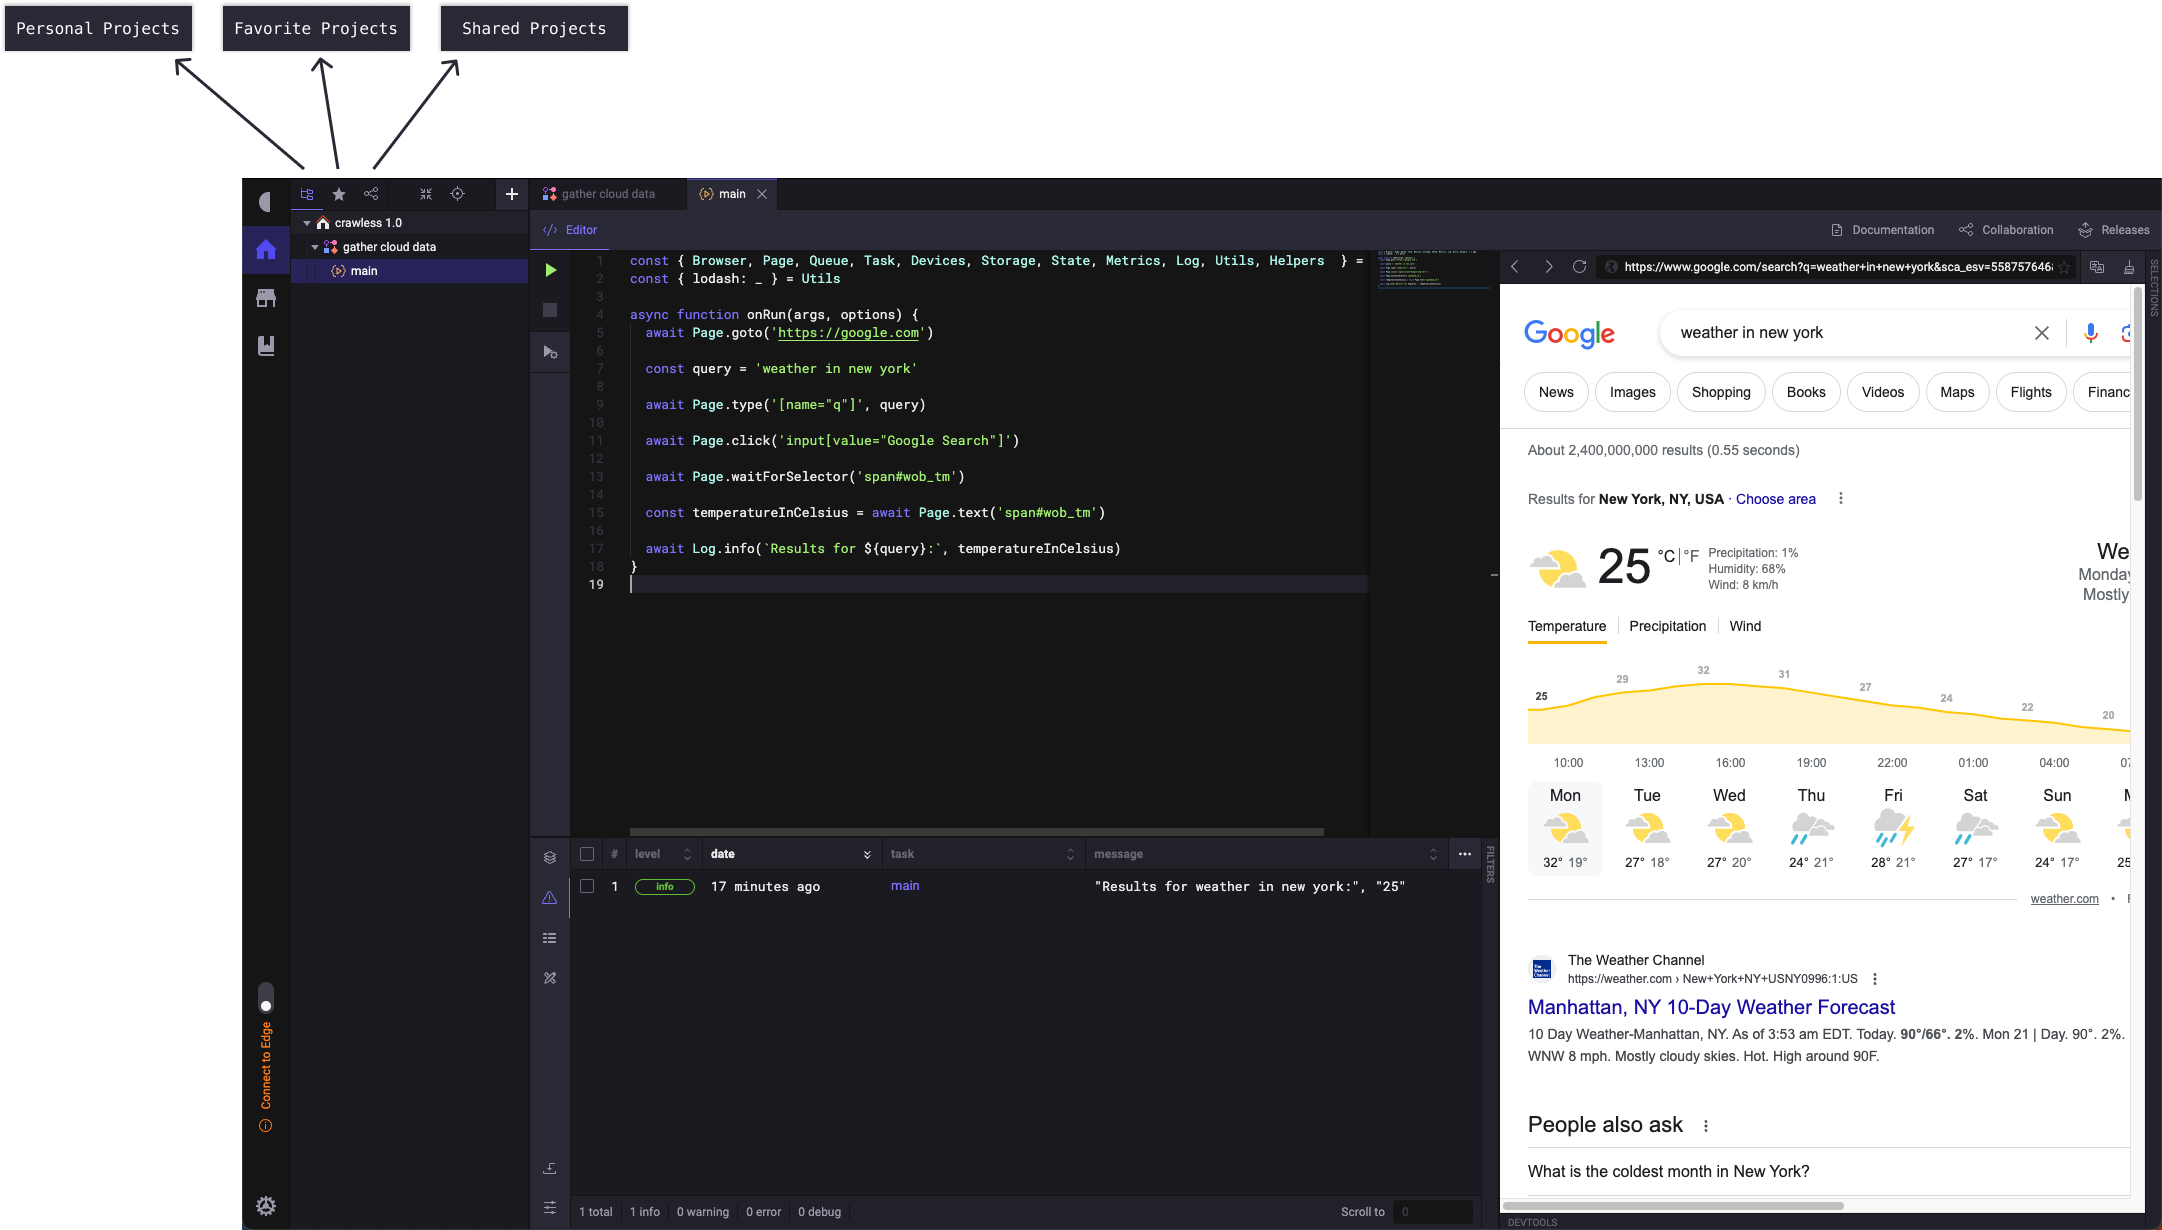 Personal Projects
Favorite Projects
Shared Projects
gather cloud data
main
crawless 1.0
gather cloud data
main
Editor
Documentation
Collaboration
Releases
1 const { Browser, Page, Queue, Task, Devices, Storage, State, Metrics, Log, Utils, Helpers } =
2 const { lodash: _ } = Utils
3
4 async function onRun(args, options) {
5 await Page.goto('https://google.com')
6
7 const query = 'weather in new york'
8
9 await Page.type('[name="q"]', query)
10
11 await Page.click('input[value="Google Search"]')
12
13 await Page.waitForSelector('span#wob_tm')
14
15 const temperatureInCelsius = await Page.text('span#wob_tm')
16
17 await Log.info(`Results for ${query}:`, temperatureInCelsius)
18 }
19
Connect to Edge
# level date task message
1 info 17 minutes ago main "Results for weather in new york:", "25"
FILTERS
1 total 1 info 0 warning 0 error 0 debug
Scroll to 0
https://www.google.com/search?q=weather+in+new+york&sca_esv=558757646
SELECTIONS
Google
weather in new york
News Images Shopping Books Videos Maps Flights Financ
About 2,400,000,000 results (0.55 seconds)
Results for New York, NY, USA · Choose area
25 °C | °F
Precipitation: 1%
Humidity: 68%
Wind: 8 km/h
We
Monday
Mostly
Temperature Precipitation Wind
25 29 32 31 27 24 22 20
10:00 13:00 16:00 19:00 22:00 01:00 04:00 07
Mon Tue Wed Thu Fri Sat Sun
32° 19° 27° 18° 27° 20° 24° 21° 28° 21° 27° 17° 24° 17° 25
weather.com •
The Weather Channel
https://weather.com › New+York+NY+USNY0996:1:US
Manhattan, NY 10-Day Weather Forecast
10 Day Weather-Manhattan, NY. As of 3:53 am EDT. Today. 90°/66°. 2%. Mon 21 | Day. 90°. 2%.
WNW 8 mph. Mostly cloudy skies. Hot. High around 90F.
People also ask
What is the coldest month in New York?
DEVTOOLS